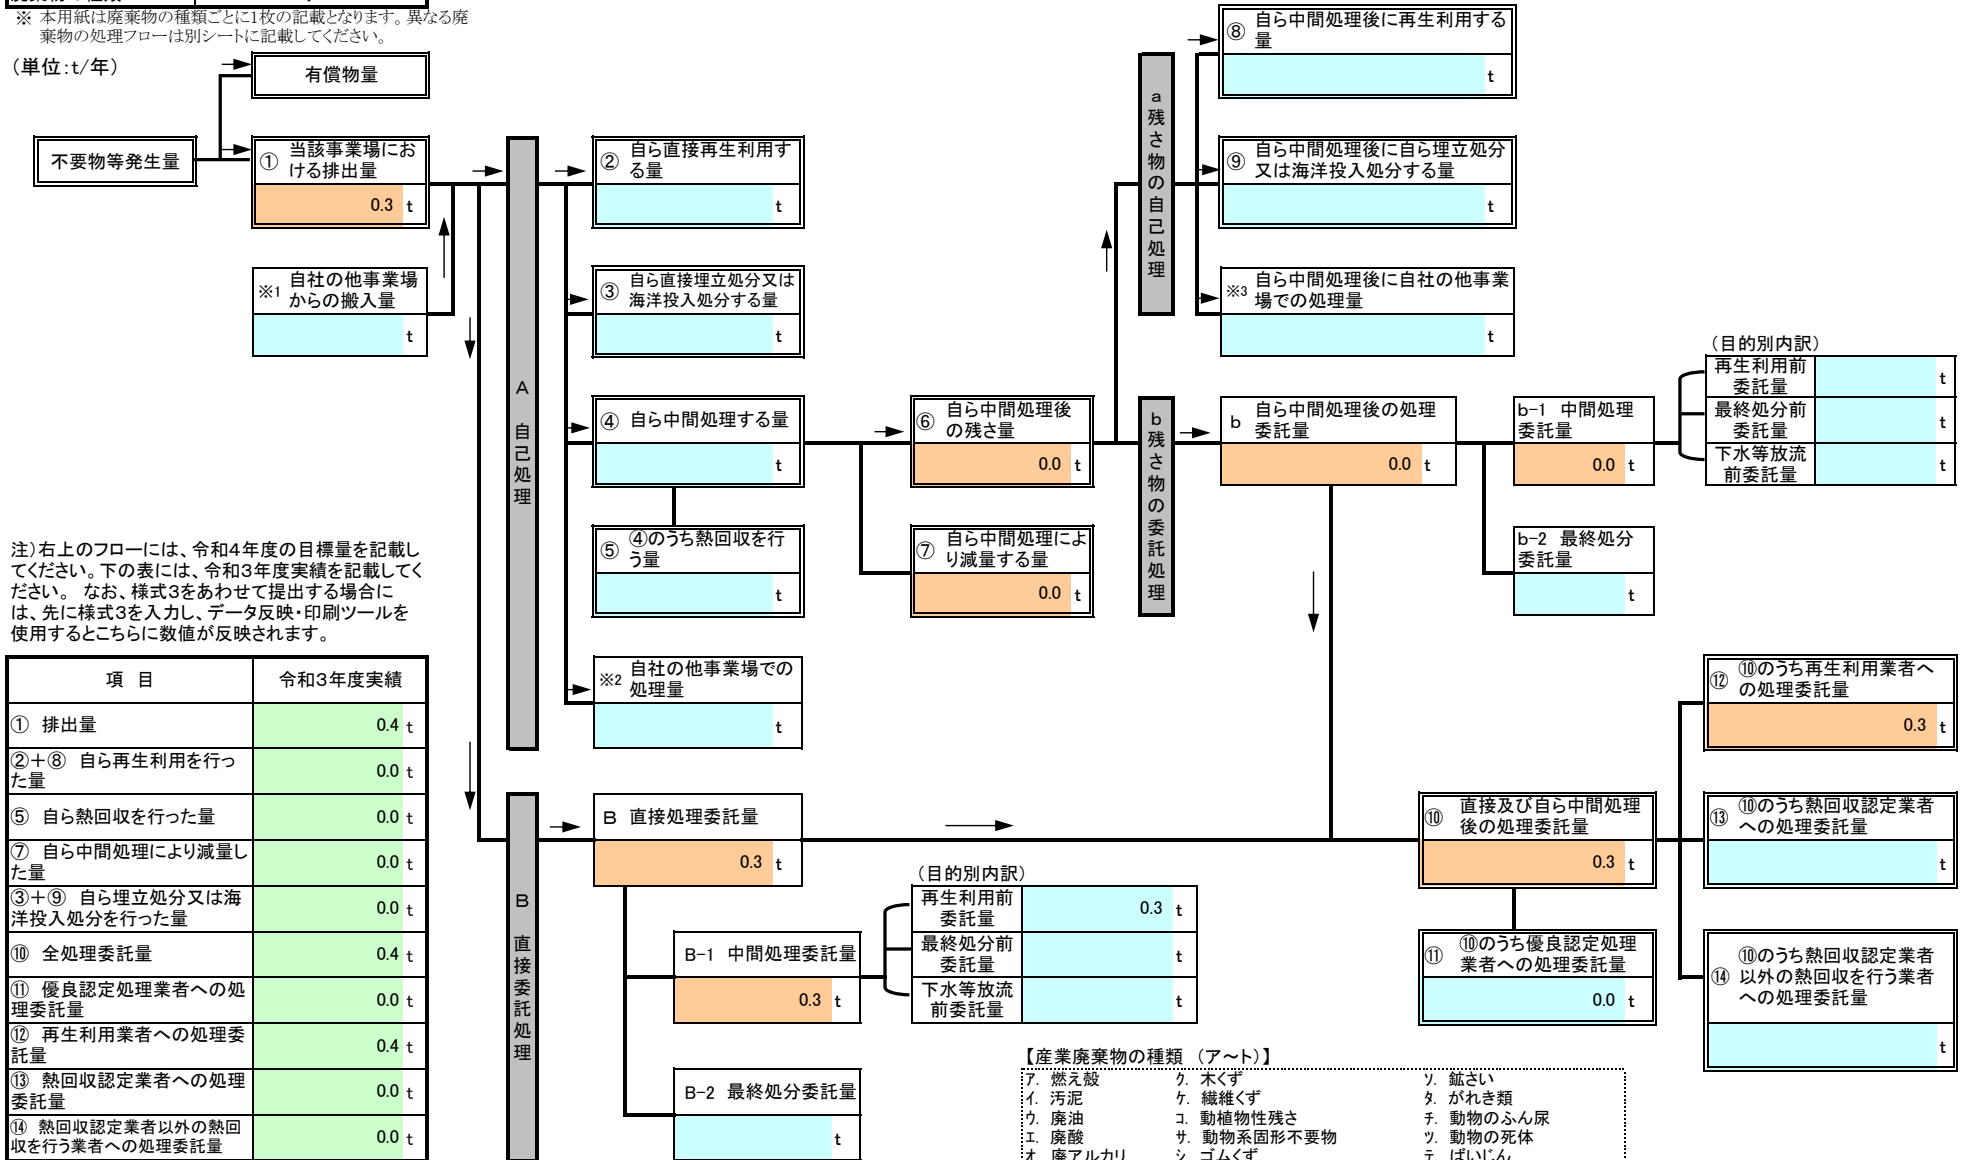 ※ 本用紙は廃棄物の種類ごとに1枚の記載となります。異なる廃
棄物の処理フローは別シートに記載してください。
(単位:t/年)
有償物量
不要物等発生量
① 当該事業場にお
ける排出量
0.3 t
※1 自社の他事業場
からの搬入量
t
A 自己処理
② 自ら直接再生利用す
る量
t
③ 自ら直接埋立処分又は
海洋投入処分する量
t
④ 自ら中間処理する量
t
⑤ ④のうち熱回収を行
う量
t
※2 自社の他事業場での
処理量
t
⑥ 自ら中間処理後
の残さ量
0.0 t
⑦ 自ら中間処理によ
り減量する量
0.0 t
a 残さ物の自己処理
⑧ 自ら中間処理後に再生利用する
量
t
⑨ 自ら中間処理後に自ら埋立処分
又は海洋投入処分する量
t
※3 自ら中間処理後に自社の他事業
場での処理量
t
b 残さ物の委託処理
b 自ら中間処理後の処理
委託量
0.0 t
b-1 中間処理
委託量
0.0 t
(目的別内訳)
再生利用前
委託量
t
最終処分前
委託量
t
下水等放流
前委託量
t
b-2 最終処分
委託量
t
注)右上のフローには、令和4年度の目標量を記載し
てください。下の表には、令和3年度実績を記載してく
ださい。 なお、様式3をあわせて提出する場合に
は、先に様式3を入力し、データ反映・印刷ツールを
使用するとこちらに数値が反映されます。
項 目 令和3年度実績
① 排出量 0.4 t
②+⑧ 自ら再生利用を行っ
た量 0.0 t
⑤ 自ら熱回収を行った量 0.0 t
⑦ 自ら中間処理により減量し
た量 0.0 t
③+⑨ 自ら埋立処分又は海
洋投入処分を行った量 0.0 t
⑩ 全処理委託量 0.4 t
⑪ 優良認定処理業者への処
理委託量 0.0 t
⑫ 再生利用業者への処理委
託量 0.4 t
⑬ 熱回収認定業者への処理
委託量 0.0 t
⑭ 熱回収認定業者以外の熱回
収を行う業者への処理委託量 0.0 t
B 直接委託処理
B 直接処理委託量
0.3 t
B-1 中間処理委託量
0.3 t
(目的別内訳)
再生利用前
委託量
0.3 t
最終処分前
委託量
t
下水等放流
前委託量
t
B-2 最終処分委託量
t
⑩ 直接及び自ら中間処理
後の処理委託量
0.3 t
⑪ ⑩のうち優良認定処理
業者への処理委託量
0.0 t
⑫ ⑩のうち再生利用業者へ
の処理委託量
0.3 t
⑬ ⑩のうち熱回収認定業者
への処理委託量
t
⑭ ⑩のうち熱回収認定業者
以外の熱回収を行う業者
への処理委託量
t
【産業廃棄物の種類 (ア~ト)】
ア. 燃え殻 ク. 木くず ソ. 鉱さい
イ. 汚泥 ケ. 繊維くず タ. がれき類
ウ. 廃油 コ. 動植物性残さ チ. 動物のふん尿
エ. 廃酸 サ. 動物系固形不要物 ツ. 動物の死体
オ. 廃アルカリ シ. ゴムくず テ. ばいじん